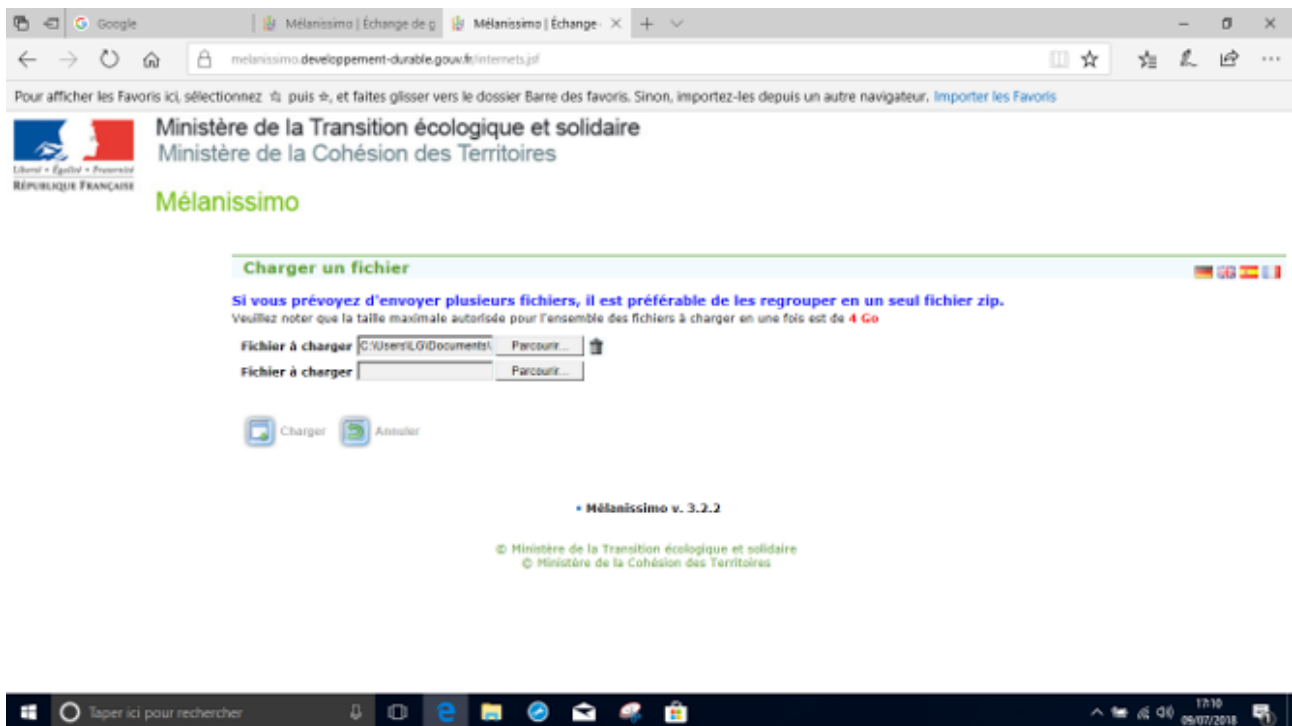 Google
Mélanissimo | Échange de g
Mélanissimo | Échange
melanissimo.developpement-durable.gouv.fr/internets.jsf
Pour afficher les Favoris ici, sélectionnez puis , et faites glisser vers le dossier Barre des favoris. Sinon, importez-les depuis un autre navigateur. Importer les Favoris
Ministère de la Transition écologique et solidaire
Ministère de la Cohésion des Territoires
Liberté • Égalité • Fraternité
RÉPUBLIQUE FRANÇAISE
Mélanissimo
Charger un fichier
Si vous prévoyez d'envoyer plusieurs fichiers, il est préférable de les regrouper en un seul fichier zip.
Veuillez noter que la taille maximale autorisée pour l'ensemble des fichiers à charger en une fois est de 4 Go
Fichier à charger C:\Users\LG\Documents\ Parcourir...
Fichier à charger Parcourir...
Charger Annuler
• Mélanissimo v. 3.2.2
© Ministère de la Transition écologique et solidaire
© Ministère de la Cohésion des Territoires
Taper ici pour rechercher
17:10
09/07/2018